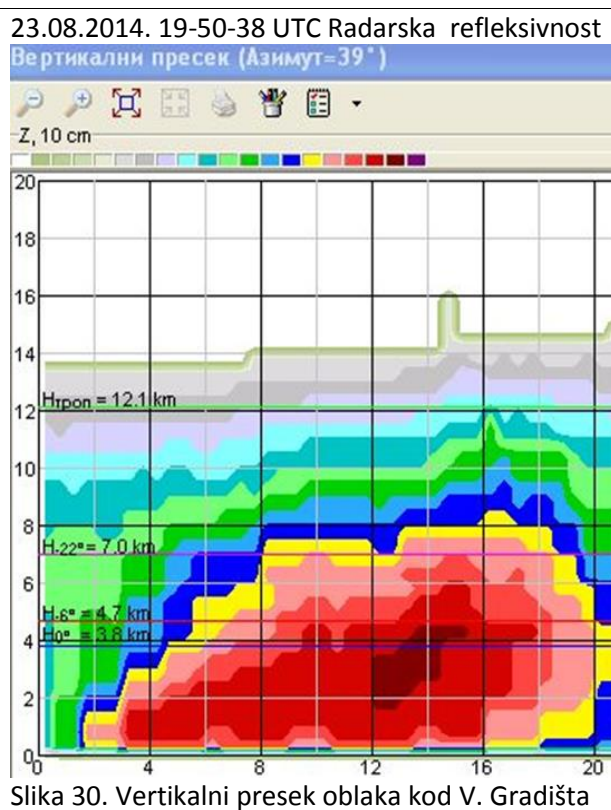 23.08.2014. 19-50-38 UTC Radarska refleksivnost
Вертикални пресек (Азимут=39°)
Z, 10 cm
20
18
16
14
Hтроп = 12.1 km
12
10
8
H-22° = 7.0 km
6
H-6° = 4.7 km
4
H0° = 3.8 km
2
0
0 4 8 12 16 20
Slika 30. Vertikalni presek oblaka kod V. Gradišta